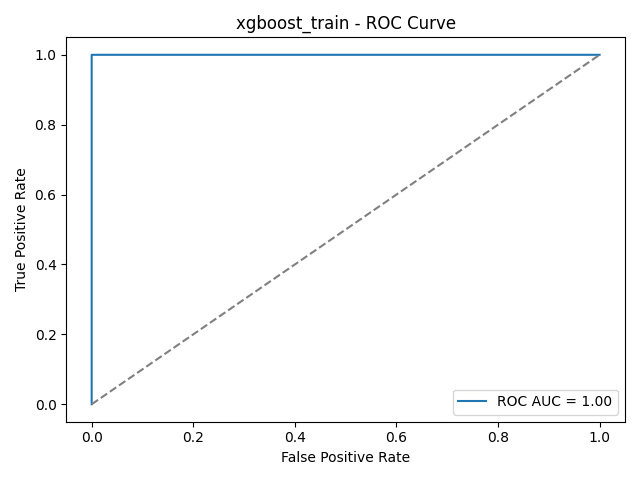 xgboost_train - ROC Curve
True Positive Rate
1.0
0.8
0.6
0.4
0.2
0.0
ROC AUC = 1.00
0.0 0.2 0.4 0.6 0.8 1.0
False Positive Rate